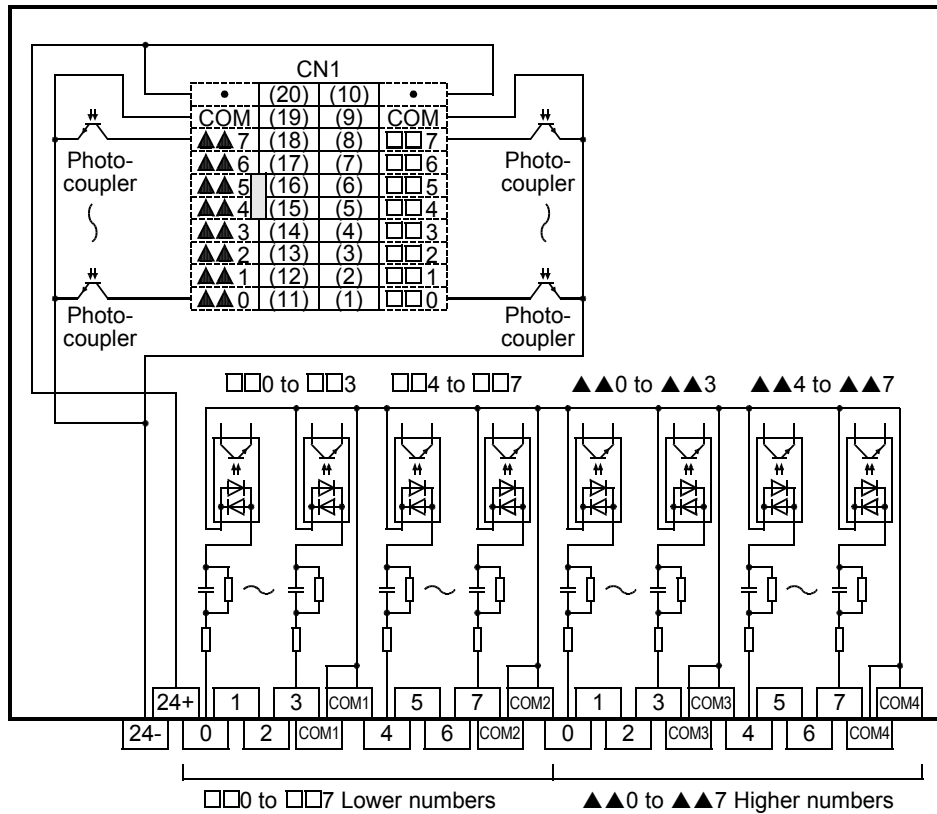 CN1
• (20) (10) •
COM (19) (9) COM
▲▲7 (18) (8) □□7
▲▲6 (17) (7) □□6
▲▲5 (16) (6) □□5
▲▲4 (15) (5) □□4
▲▲3 (14) (4) □□3
▲▲2 (13) (3) □□2
▲▲1 (12) (2) □□1
▲▲0 (11) (1) □□0
Photo-
coupler
Photo-
coupler
Photo-
coupler
Photo-
coupler
□□0 to □□3 □□4 to □□7 ▲▲0 to ▲▲3 ▲▲4 to ▲▲7
24+ 1 3 COM1 5 7 COM2 1 3 COM3 5 7 COM4
24- 0 2 COM1 4 6 COM2 0 2 COM3 4 6 COM4
□□0 to □□7 Lower numbers ▲▲0 to ▲▲7 Higher numbers